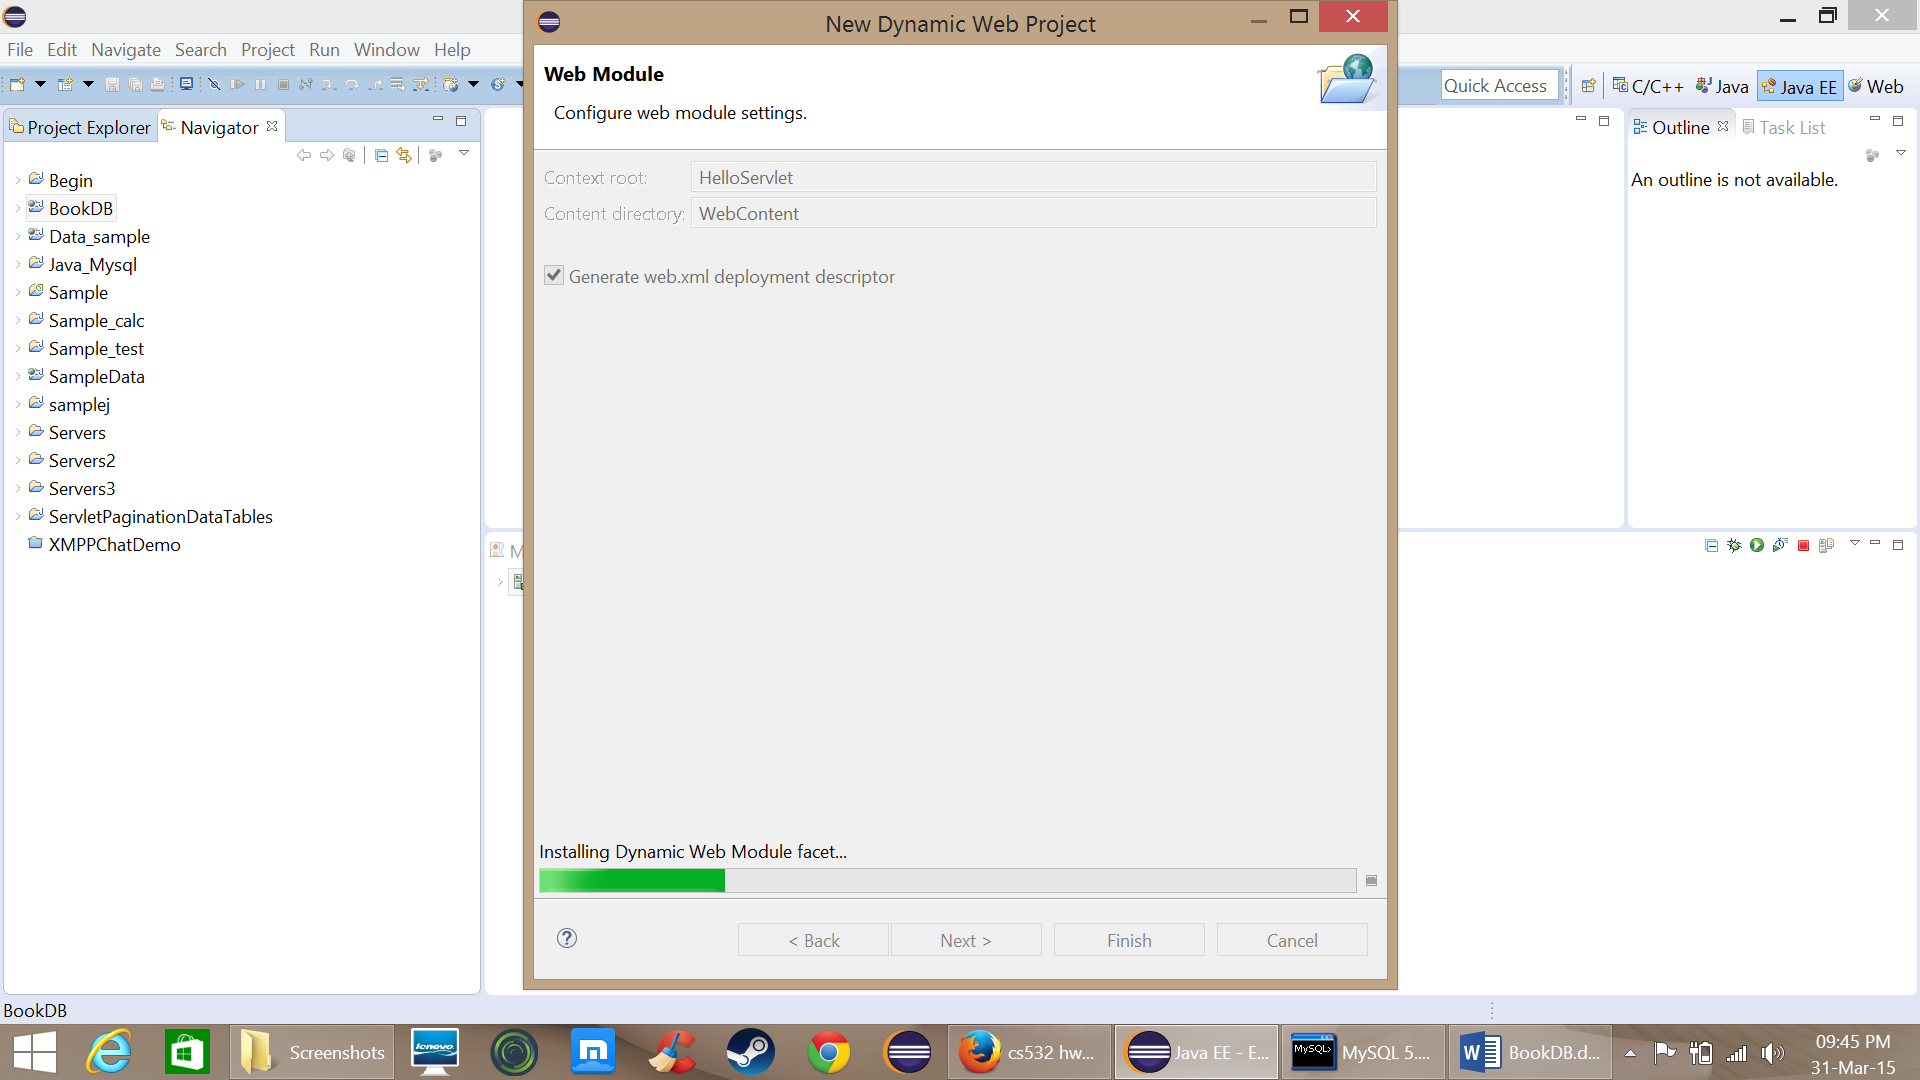 New Dynamic Web Project
File Edit Navigate Search Project Run Window Help
Web Module
Configure web module settings.
Quick Access
C/C++
Java
Java EE
Web
Project Explorer
Navigator
Outline
Task List
An outline is not available.
Begin
BookDB
Data_sample
Java_Mysql
Sample
Sample_calc
Sample_test
SampleData
samplej
Servers
Servers2
Servers3
ServletPaginationDataTables
XMPPChatDemo
Context root: HelloServlet
Content directory: WebContent
Generate web.xml deployment descriptor
M
Installing Dynamic Web Module facet...
< Back
Next >
Finish
Cancel
BookDB
Screenshots
lenovo
cs532 hw...
Java EE - E...
MySQL>
MySQL 5....
BookDB.d...
09:45 PM
31-Mar-15